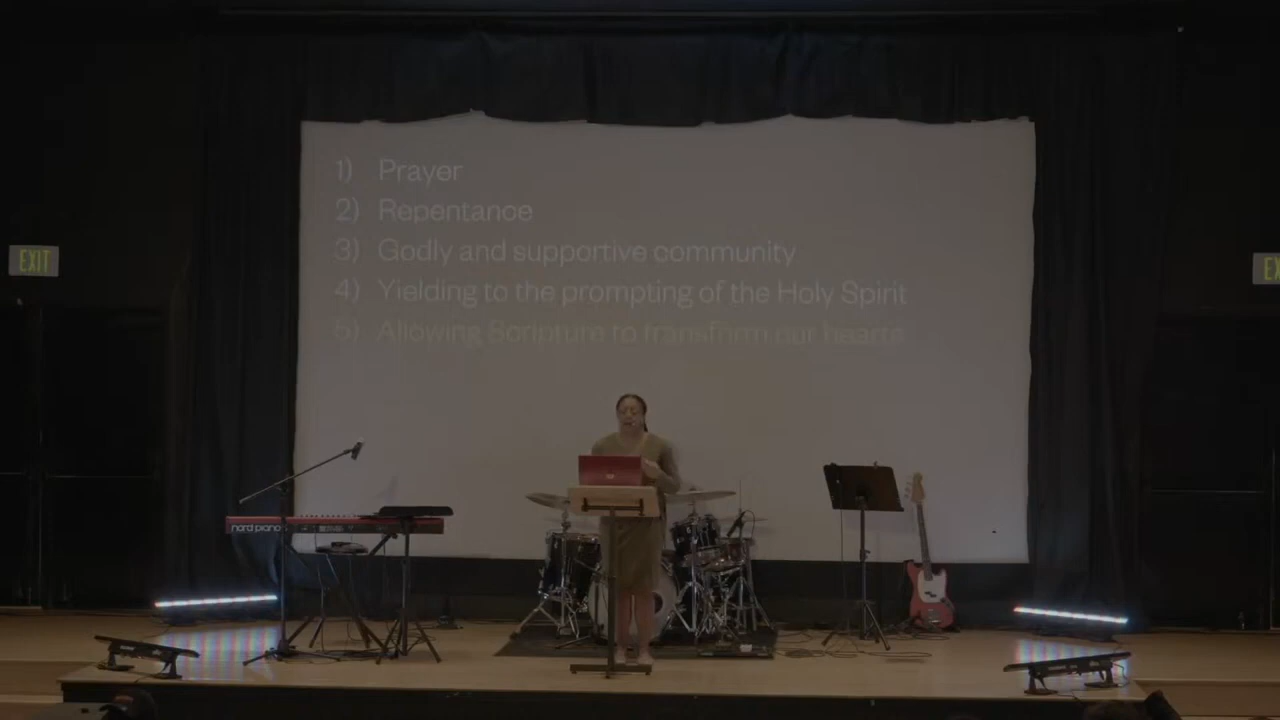 1) Prayer
2) Repentance
3) Godly and supportive community
4) Yielding to the prompting of the Holy Spirit
5) Allowing Scripture to transform our hearts
EXIT
EX
nord piano